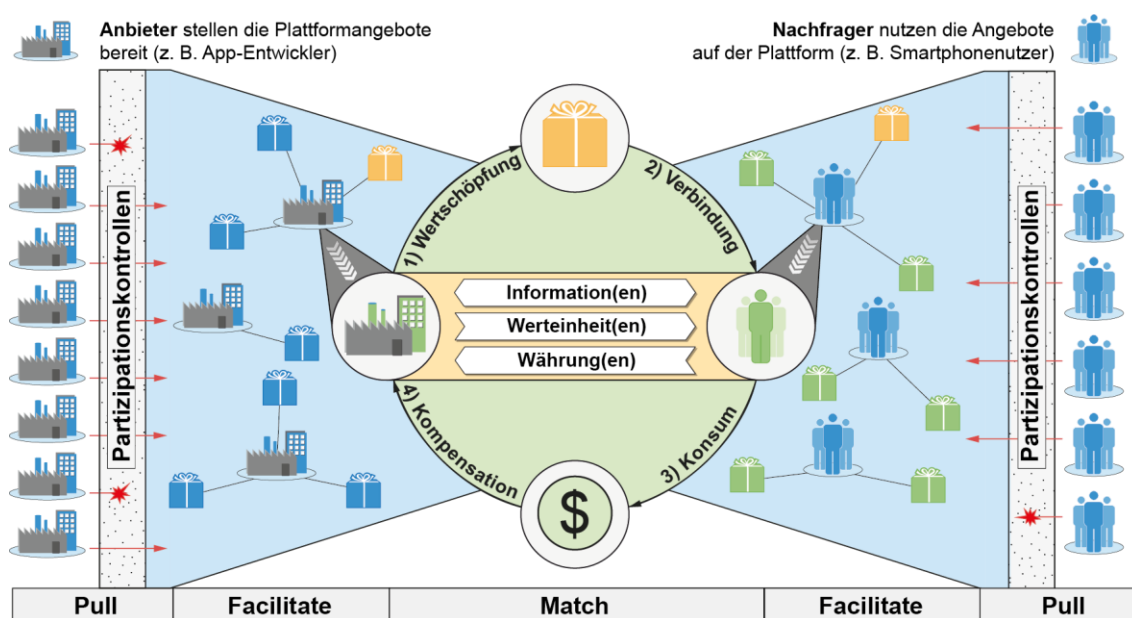 Anbieter stellen die Plattformangebote
bereit (z. B. App-Entwickler)
Nachfrager nutzen die Angebote
auf der Plattform (z. B. Smartphonenutzer)
Partizipationskontrollen
1) Wertschöpfung
2) Verbindung
Information(en)
Werteinheit(en)
Währung(en)
4) Kompensation
3) Konsum
$
Partizipationskontrollen
Pull
Facilitate
Match
Facilitate
Pull